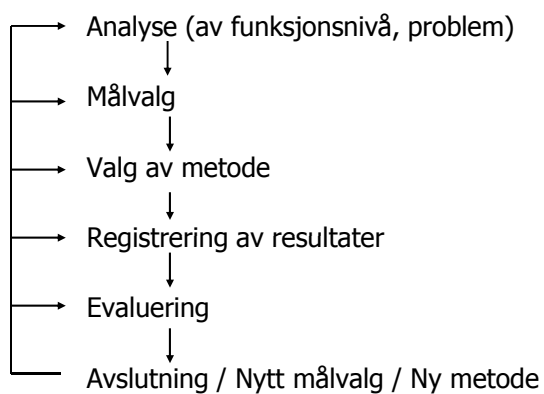 Analyse (av funksjonsnivå, problem)
Målvalg
Valg av metode
Registrering av resultater
Evaluering
Avslutning / Nytt målvalg / Ny metode